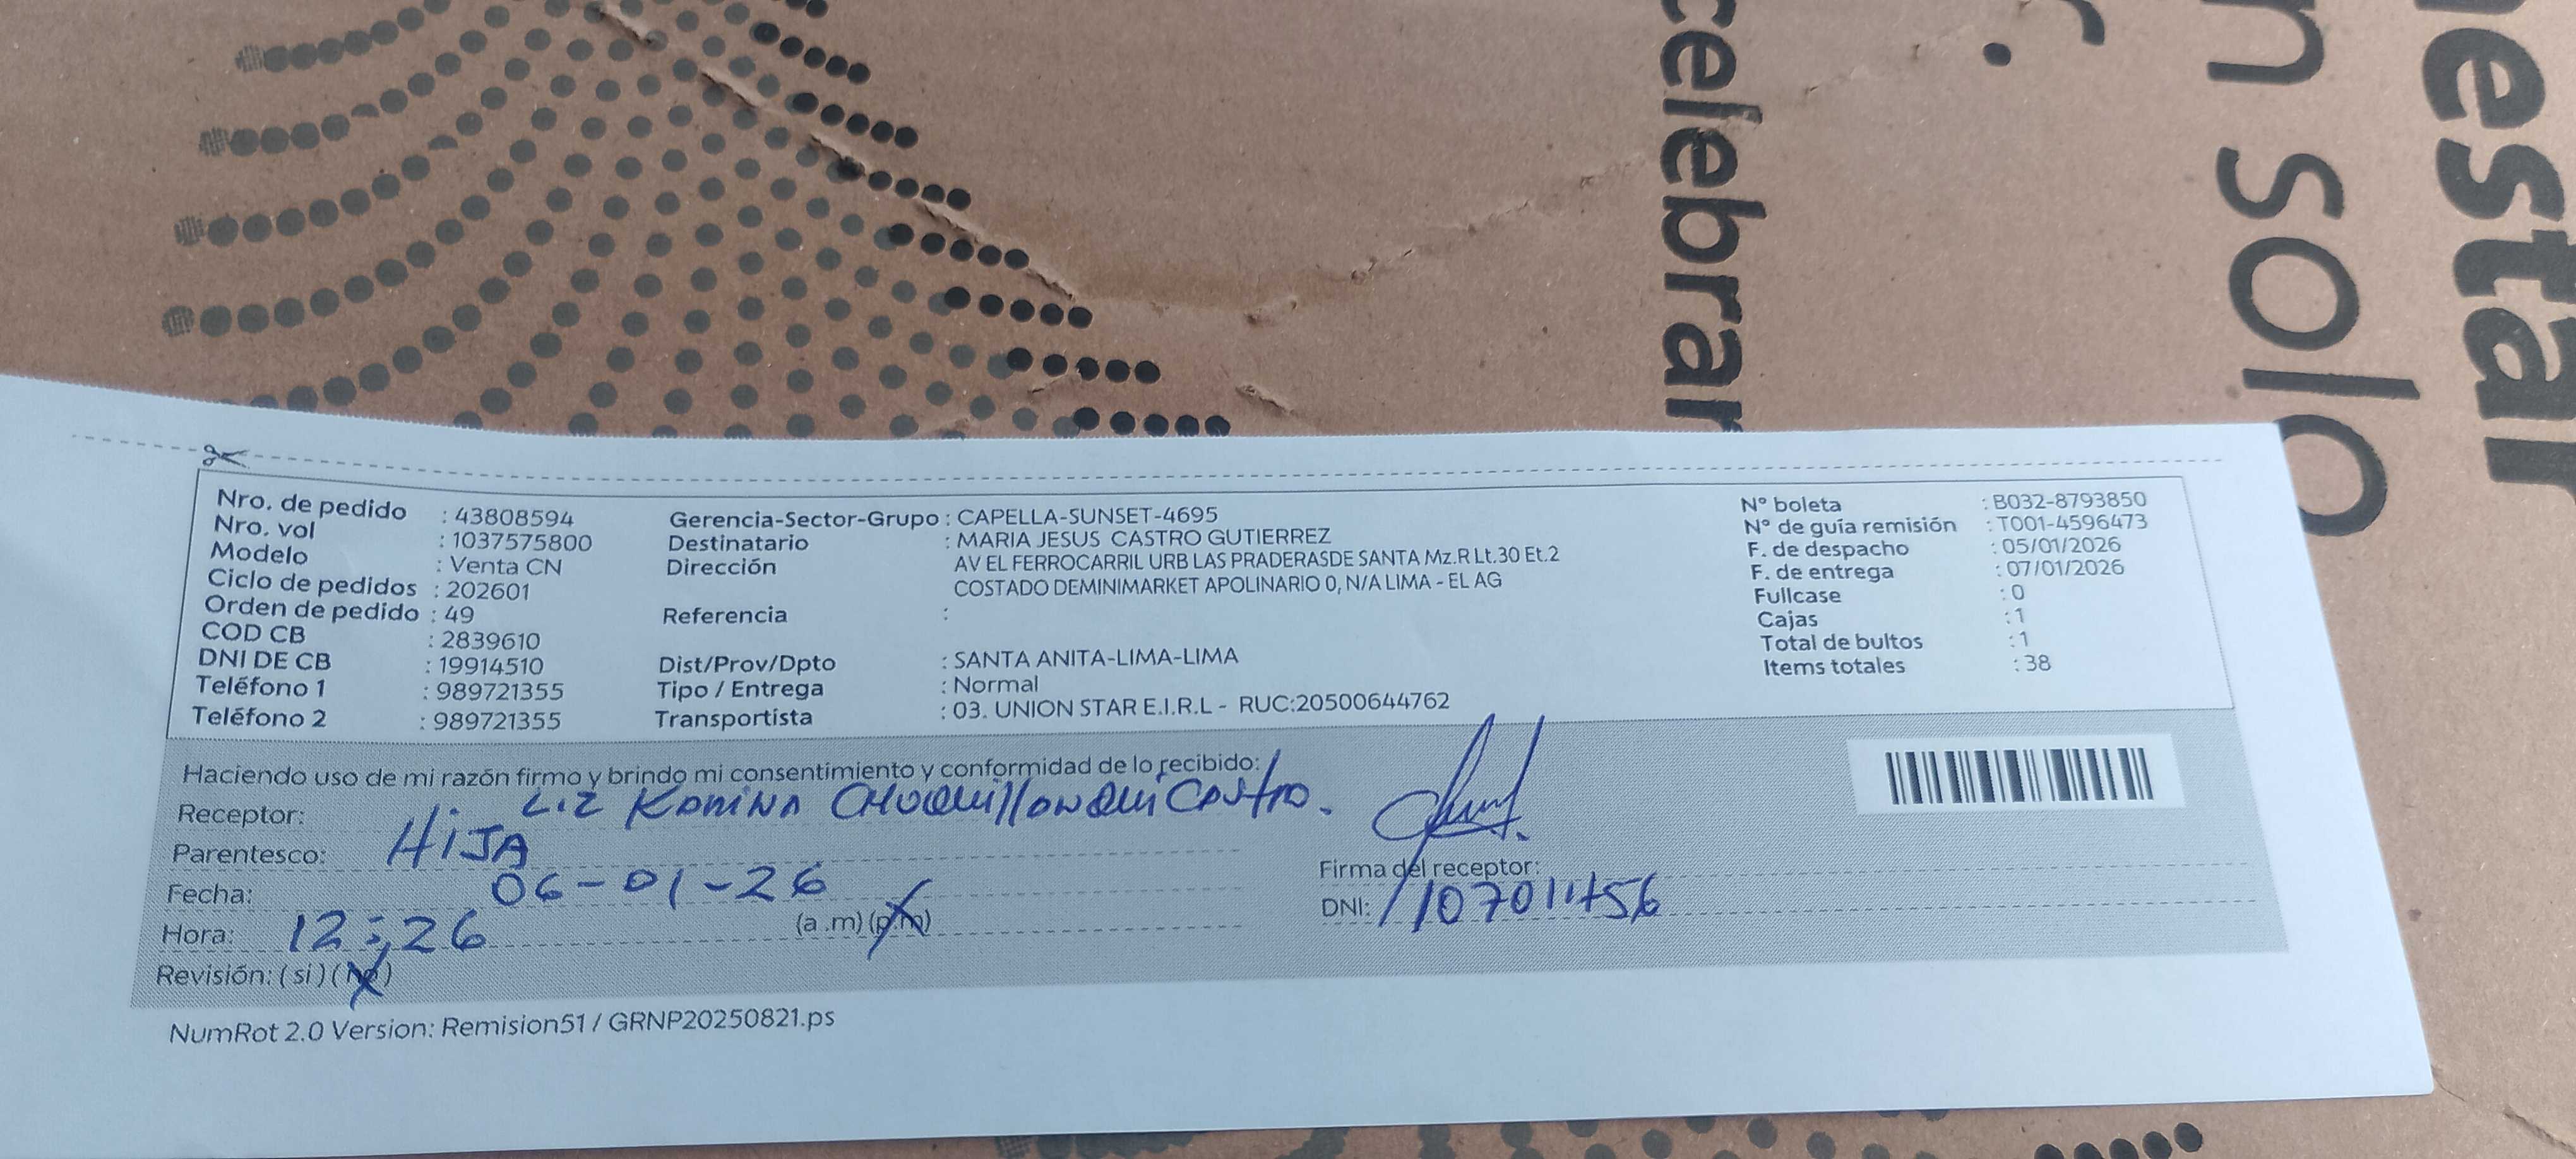 celebrar
r.
n solo
nestar
Nro. de pedido : 43808594
Nro. vol : 1037575800
Modelo : Venta CN
Ciclo de pedidos : 202601
Orden de pedido : 49
COD CB : 2839610
DNI DE CB : 19914510
Teléfono 1 : 989721355
Teléfono 2 : 989721355
Gerencia-Sector-Grupo : CAPELLA-SUNSET-4695
Destinatario : MARIA JESUS CASTRO GUTIERREZ
Dirección AV EL FERROCARRIL URB LAS PRADERASDE SANTA Mz.R Lt.30 Et.2
COSTADO DEMINIMARKET APOLINARIO 0, N/A LIMA - EL AG
Referencia :
Dist/Prov/Dpto : SANTA ANITA-LIMA-LIMA
Tipo / Entrega : Normal
Transportista : 03. UNION STAR E.I.R.L - RUC:20500644762
N° boleta : B032-8793850
N° de guía remisión : T001-4596473
F. de despacho : 05/01/2026
F. de entrega : 07/01/2026
Fullcase : 0
Cajas : 1
Total de bultos : 1
Items totales : 38
Haciendo uso de mi razón firmo y brindo mi consentimiento y conformidad de lo recibido:
Receptor: Liz Karina Choquillanqui Castro.
Parentesco: HiJA
Fecha: 06-01-26
Hora: 12:26 (a .m) (p.m)
Revisión: ( si ) ( no )
Firma del receptor:
DNI:
NumRot 2.0 Version: Remision51 / GRNP20250821.ps